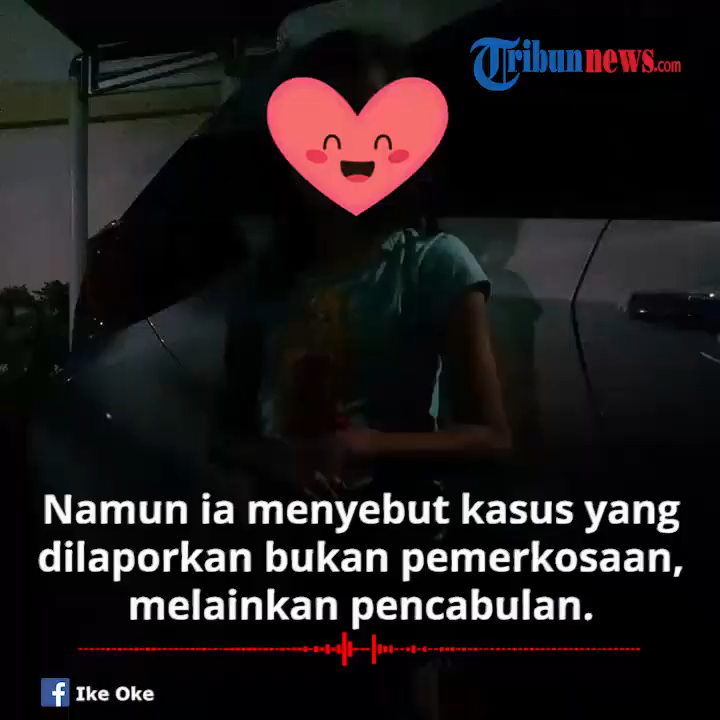 Tribunnews.com
Namun ia menyebut kasus yang
dilaporkan bukan pemerkosaan,
melainkan pencabulan.
f Ike Oke